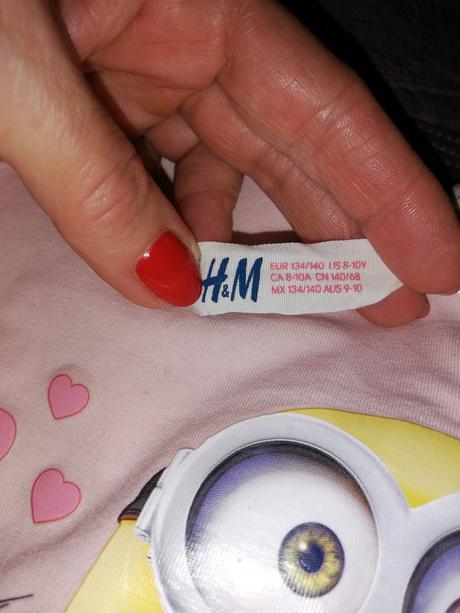 H&M
EUR 134/140 US 8-10Y
CA 8-10A CN 140/68
MX 134/140 AUS 9-10